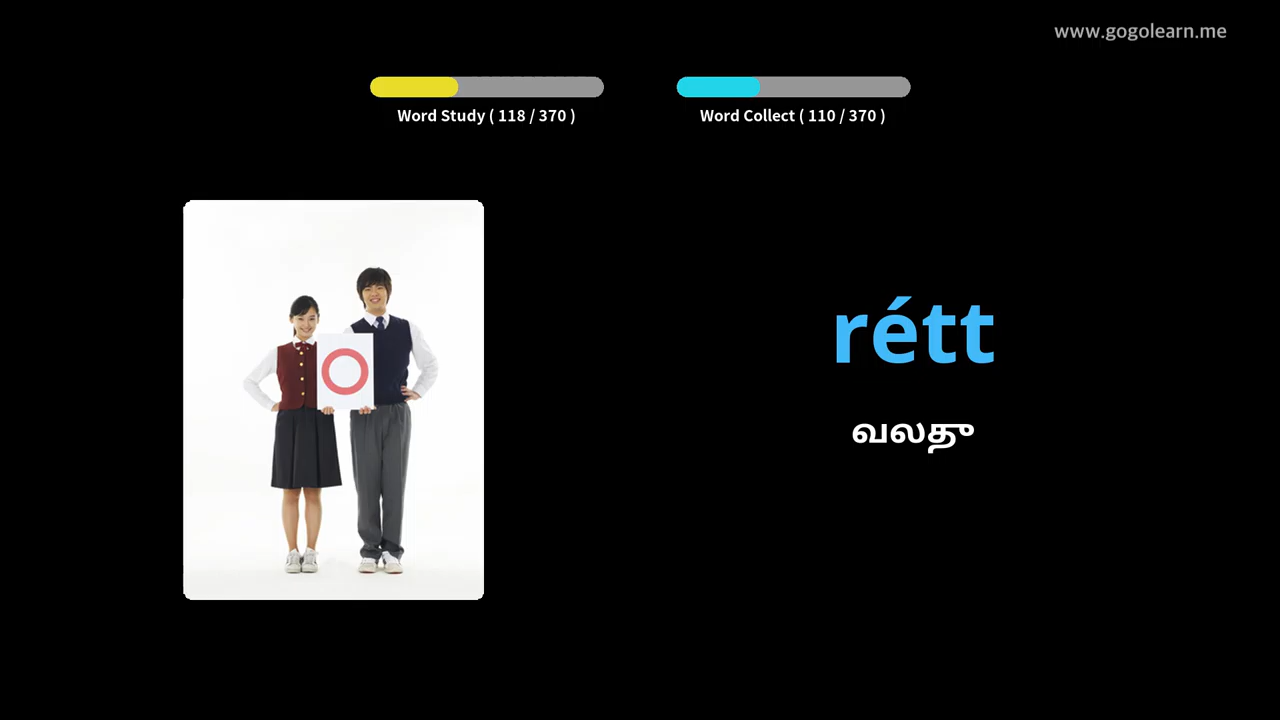 www.gogolearn.me
Word Study ( 118 / 370 )
Word Collect ( 110 / 370 )
rétt
வலது